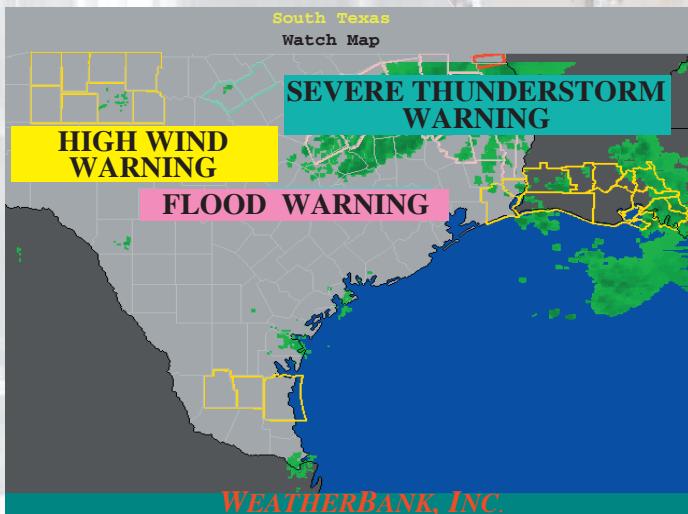 South Texas
Watch Map
SEVERE THUNDERSTORM
WARNING
HIGH WIND
WARNING
FLOOD WARNING
WEATHERBANK, INC.